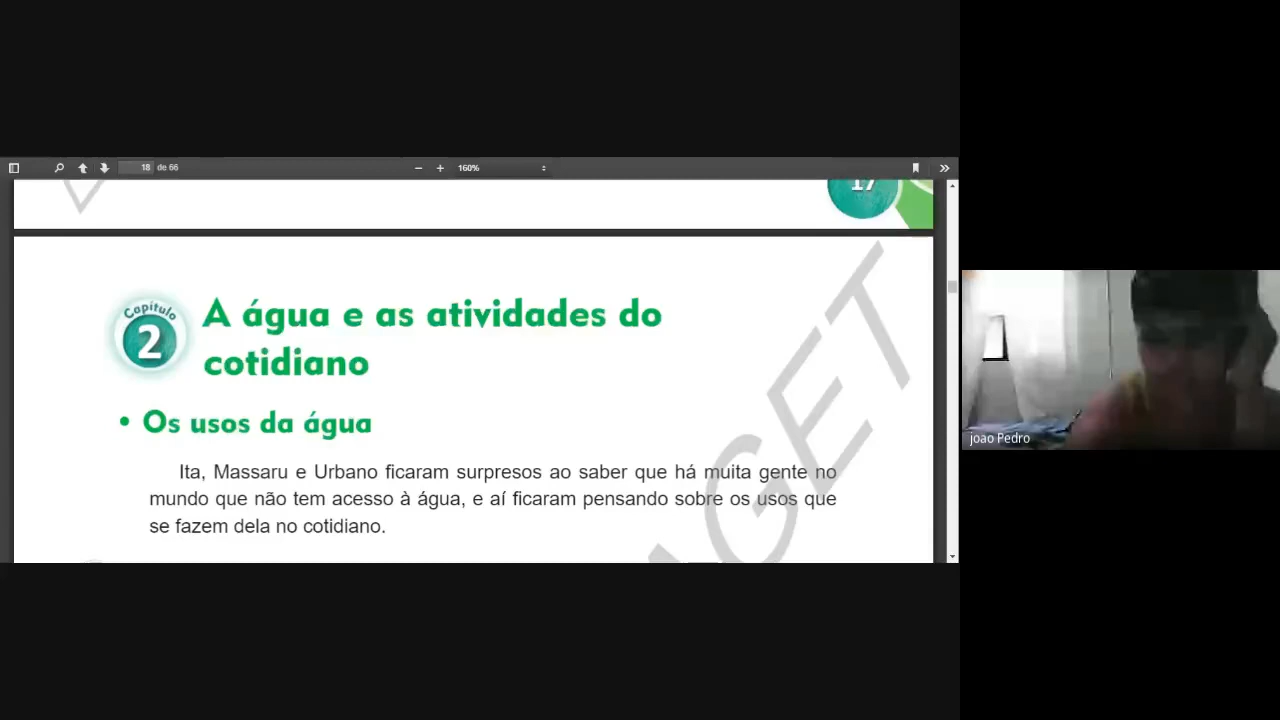 18 de 66
160%
17
Capítulo
2
A água e as atividades do
cotidiano
• Os usos da água
Ita, Massaru e Urbano ficaram surpresos ao saber que há muita gente no
mundo que não tem acesso à água, e aí ficaram pensando sobre os usos que
se fazem dela no cotidiano.
joao Pedro